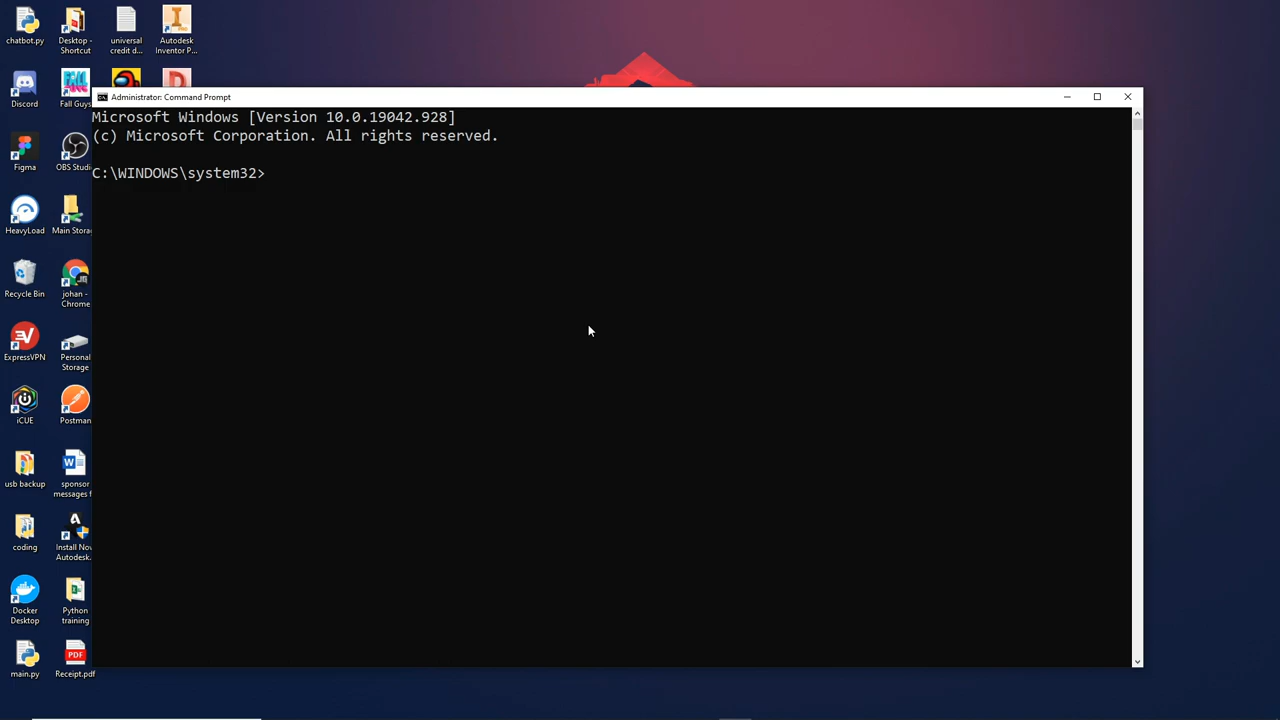 chatbot.py
Desktop -
Shortcut
universal
credit d...
Autodesk
Inventor P...
Discord
Fall Guys
Administrator: Command Prompt
Microsoft Windows [Version 10.0.19042.928]
(c) Microsoft Corporation. All rights reserved.
C:\WINDOWS\system32>
Figma
OBS Studi
HeavyLoad
Main Stora
Recycle Bin
johan -
Chrome
ExpressVPN
Personal
Storage
iCUE
Postman
usb backup
sponsor
messages f
coding
Install Now
Autodesk.
Docker
Desktop
Python
training
main.py
PDF
Receipt.pdf